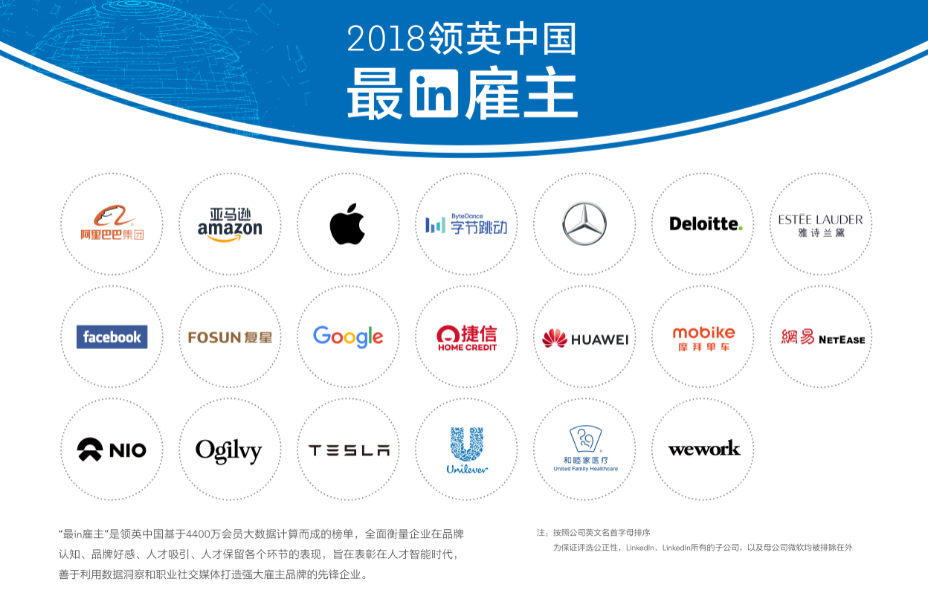 2018领英中国
最in雇主
阿里巴巴集团
亚马逊
amazon
ByteDance
字节跳动
Deloitte.
ESTĒE LAUDER
雅诗兰黛
facebook
FOSUN 复星
Google
捷信
HOME CREDIT
HUAWEI
mobike
摩拜单车
網易 NETEASE
NIO
Ogilvy
TESLA
Unilever
和睦家医疗
United Family Healthcare
wework
“最in雇主”是领英中国基于4400万会员大数据计算而成的榜单，全面衡量企业在品牌
认知、品牌好感、人才吸引、人才保留各个环节的表现，旨在表彰在人才智能时代，
善于利用数据洞察和职业社交媒体打造强大雇主品牌的先锋企业。
注：按照公司英文名首字母排序
为保证评选公正性，LinkedIn、LinkedIn所有的子公司，以及母公司微软均被排除在外